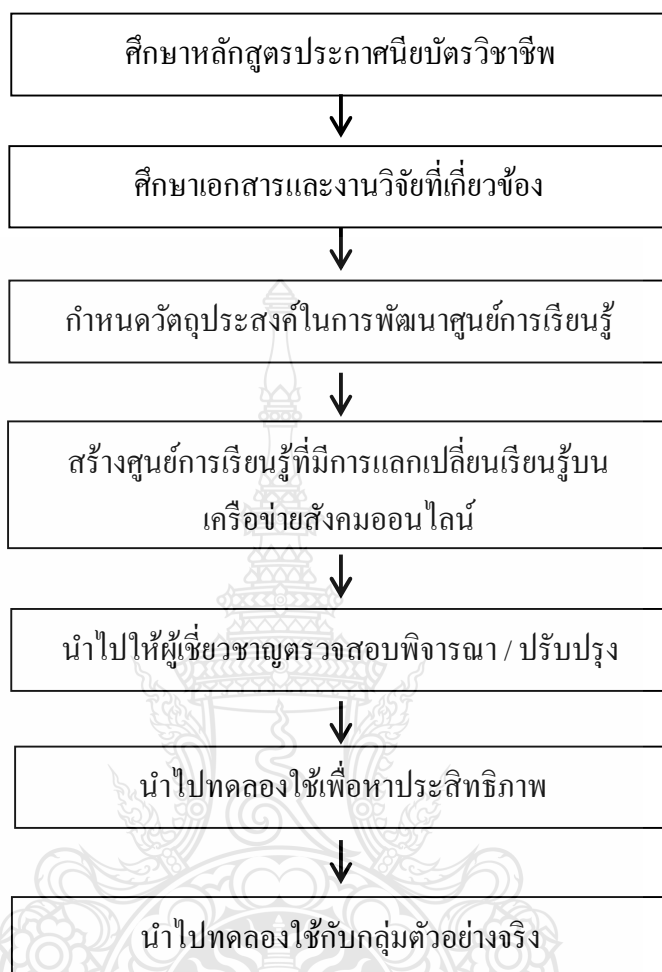 ศึกษาหลักสูตรประกาศนียบัตรวิชาชีพ
ศึกษาเอกสารและงานวิจัยที่เกี่ยวข้อง
กำหนดวัตถุประสงค์ในการพัฒนาศูนย์การเรียนรู้
สร้างศูนย์การเรียนรู้ที่มีการแลกเปลี่ยนเรียนรู้บน
เครือข่ายสังคมออนไลน์
นำไปให้ผู้เชี่ยวชาญตรวจสอบพิจารณา / ปรับปรุง
นำไปทดลองใช้เพื่อหาประสิทธิภาพ
นำไปทดลองใช้กับกลุ่มตัวอย่างจริง